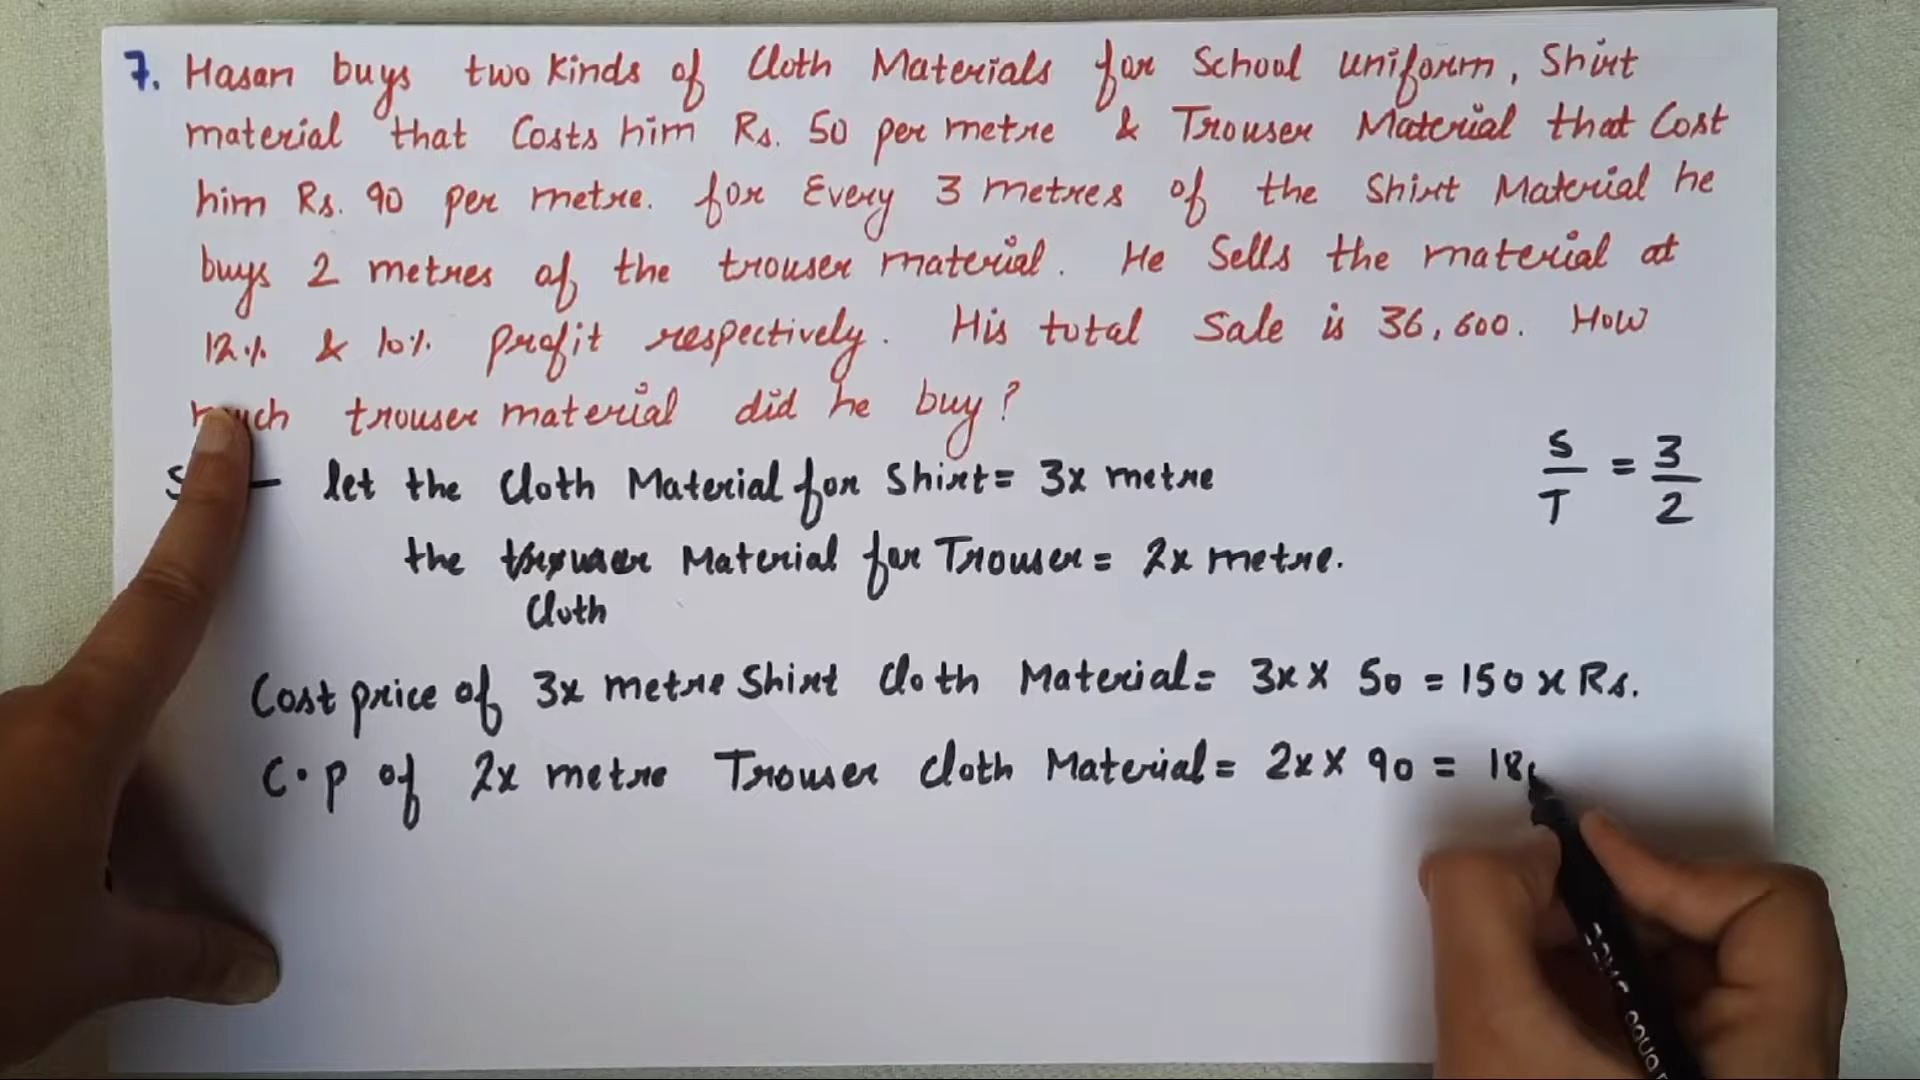 7. Hasan buys two kinds of Cloth Materials for School uniform, Shirt
material that Costs him Rs. 50 per metre & Trouser Material that Cost
him Rs. 90 per metre. for Every 3 metres of the Shirt Material he
buys 2 metres of the trouser material. He Sells the material at
12% & 10% profit respectively. His total Sale is 36,600. How
much trouser material did he buy?
let the Cloth Material for Shirt = 3x metre
S/T = 3/2
the Material for Trouser = 2x metre.
Cloth
Cost price of 3x metre Shirt Cloth Material = 3x × 50 = 150x Rs.
C.p of 2x metre Trouser Cloth Material = 2x × 90 = 18